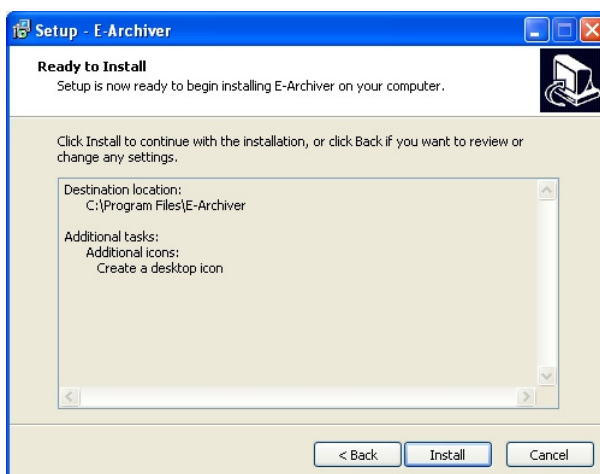 Setup - E-Archiver
Ready to Install
Setup is now ready to begin installing E-Archiver on your computer.
Click Install to continue with the installation, or click Back if you want to review or
change any settings.
Destination location:
C:\Program Files\E-Archiver
Additional tasks:
Additional icons:
Create a desktop icon
< Back
Install
Cancel